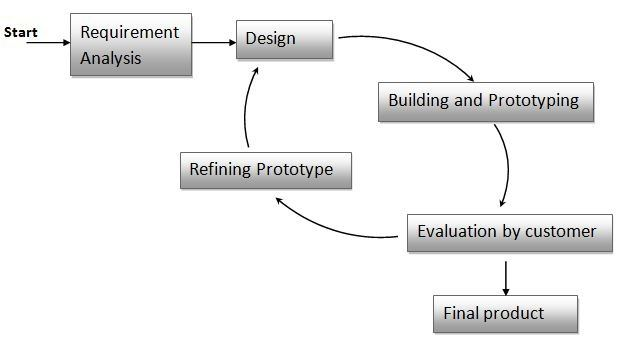 Start
Requirement
Analysis
Design
Building and Prototyping
Refining Prototype
Evaluation by customer
Final product